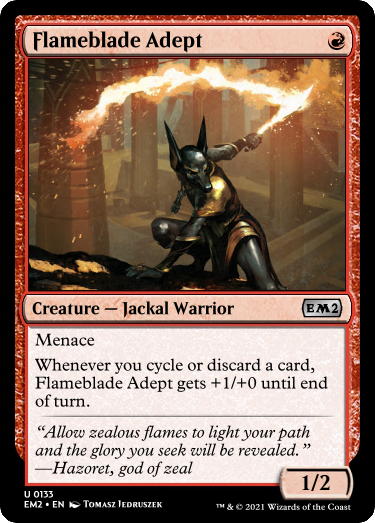 Flameblade Adept
Creature — Jackal Warrior
EM2
Menace
Whenever you cycle or discard a card,
Flameblade Adept gets +1/+0 until end
of turn.
“Allow zealous flames to light your path
and the glory you seek will be revealed.”
—Hazoret, god of zeal
1/2
U 0133
EM2 • EN Tomasz Jedruszek
™ & © 2021 Wizards of the Coast